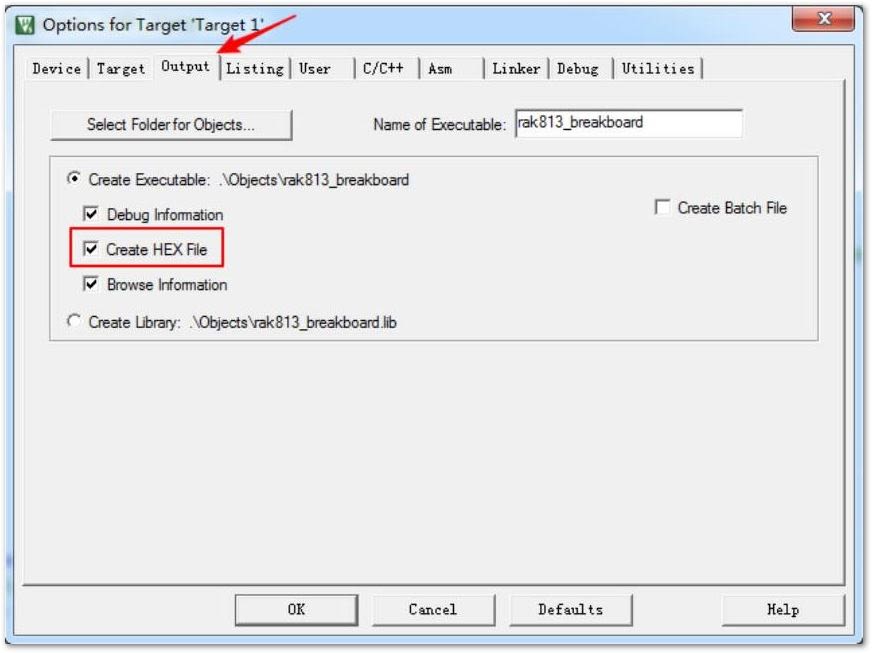 Options for Target 'Target 1'
Device Target Output Listing User C/C++ Asm Linker Debug Utilities
Select Folder for Objects... Name of Executable: rak813_breakboard
Create Executable: .\Objects\rak813_breakboard
Debug Information Create Batch File
Create HEX File
Browse Information
Create Library: .\Objects\rak813_breakboard.lib
OK Cancel Defaults Help